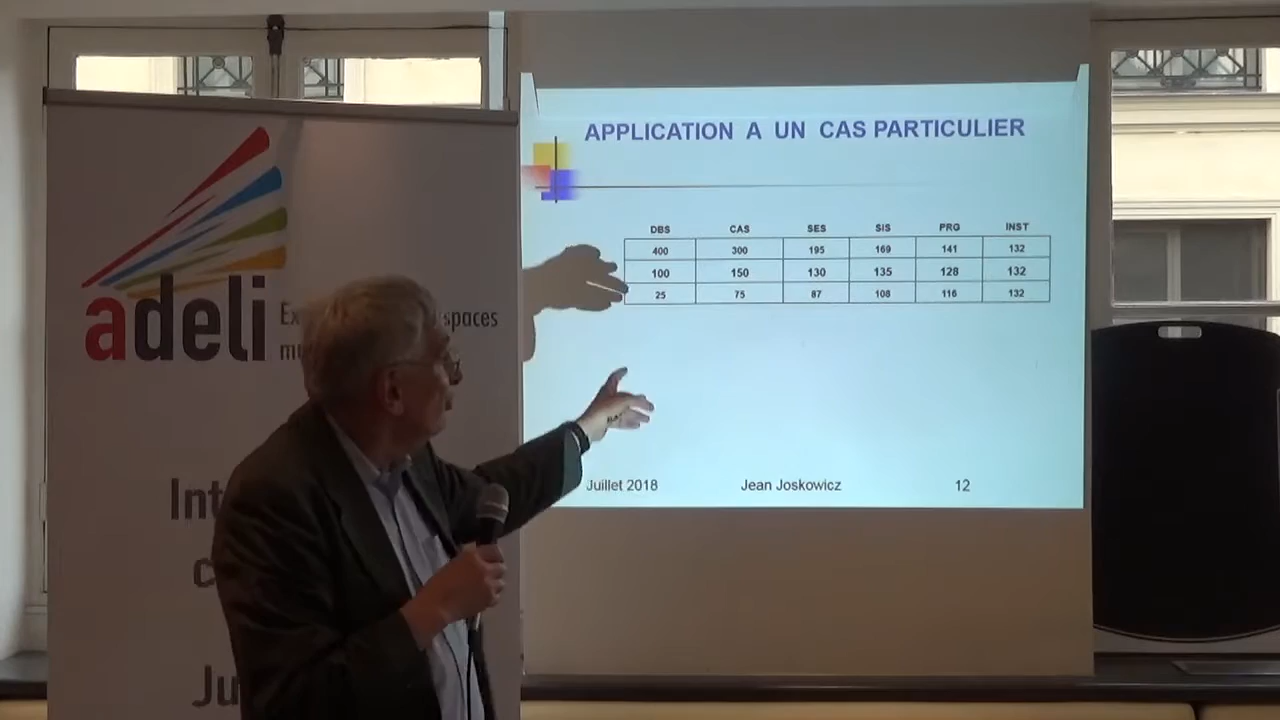 APPLICATION A UN CAS PARTICULIER
DBS CAS SES SIS PRG INST
400 300 195 169 141 132
100 150 130 135 128 132
25 75 87 108 116 132
Juillet 2018 Jean Joskowicz 12
adeli
spaces